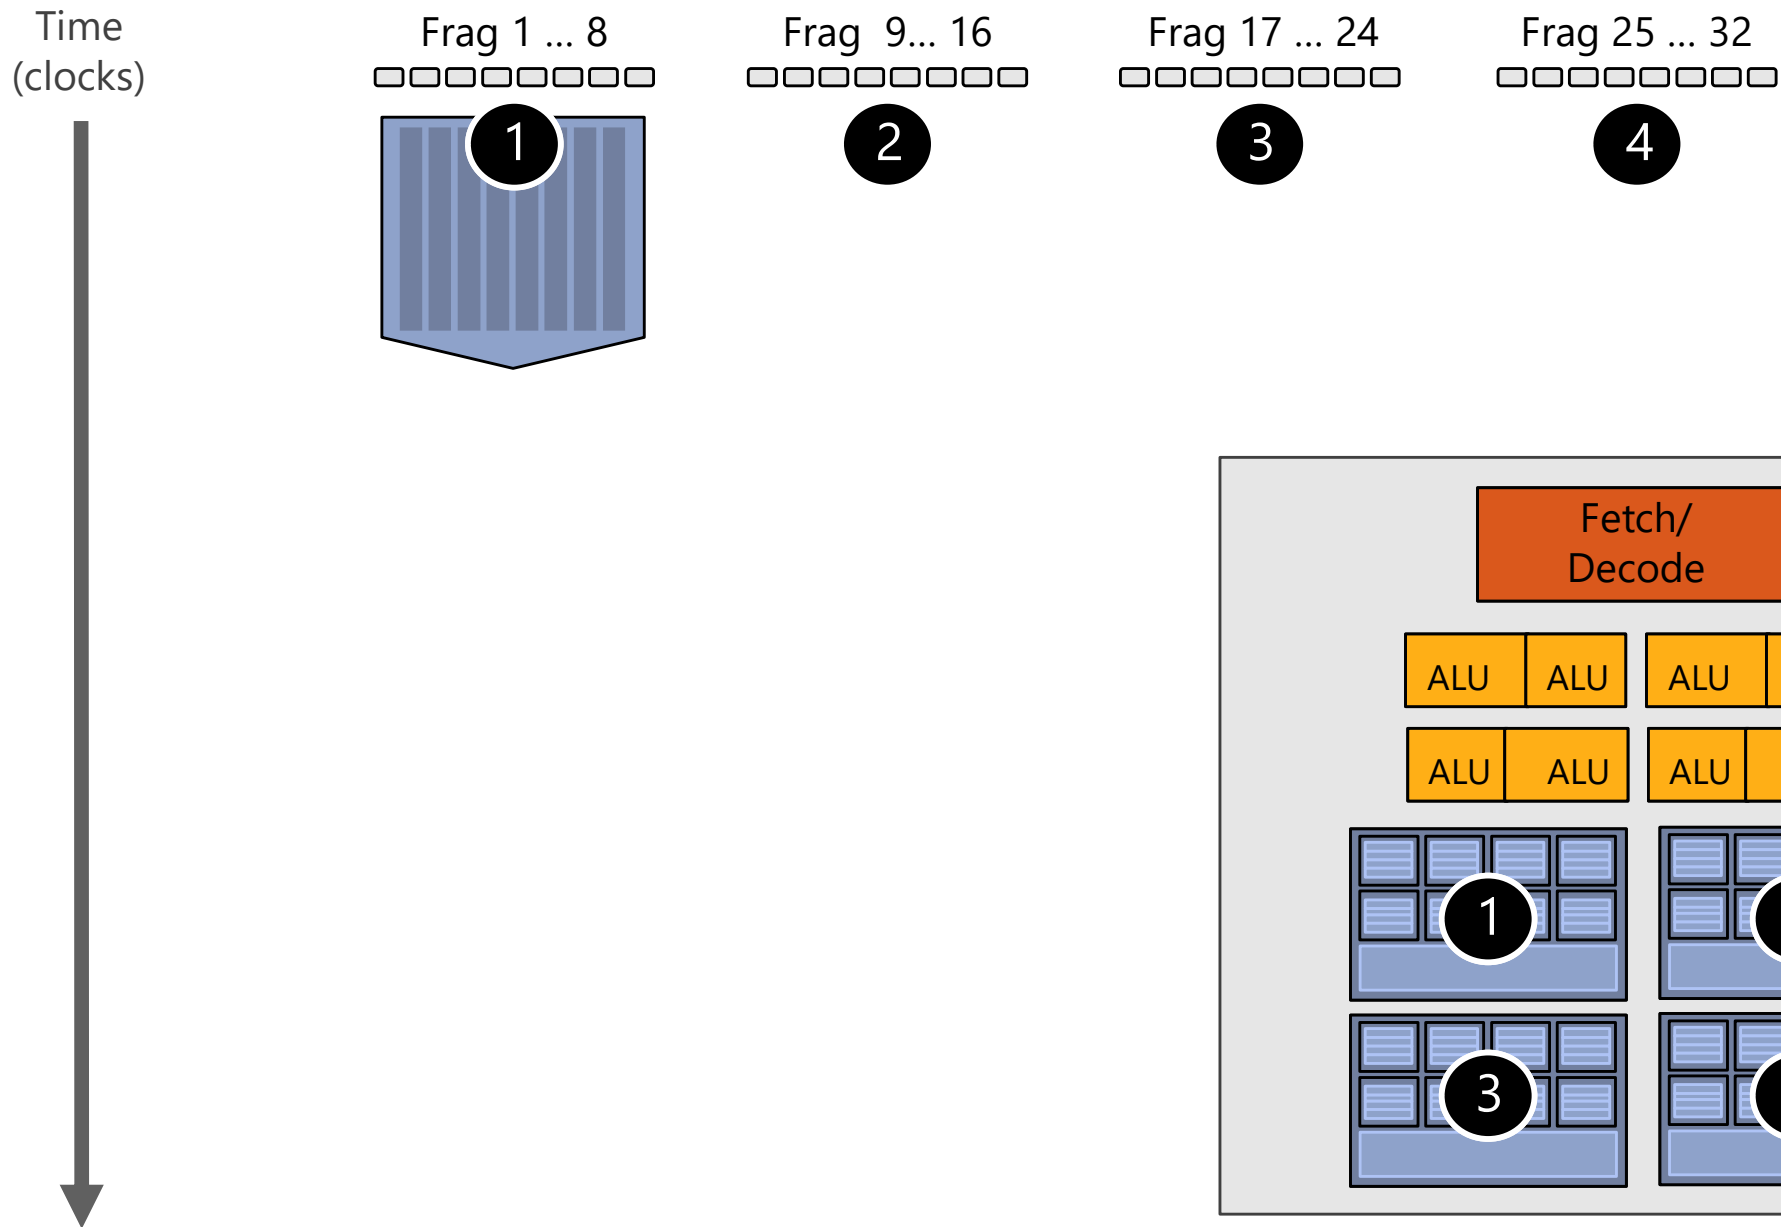 Time
(clocks)
Frag 1 … 8
Frag 9… 16
Frag 17 … 24
Frag 25 … 32
1
2
3
4
Fetch/
Decode
ALU ALU ALU
ALU ALU ALU
1
3